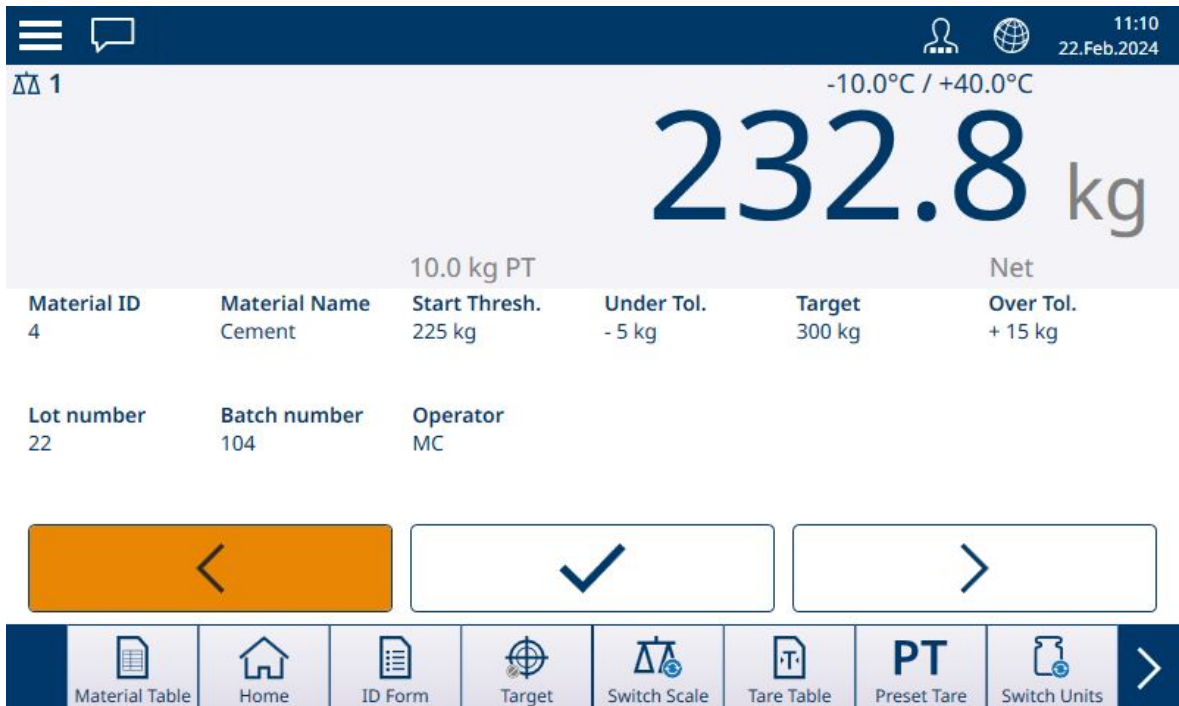 11:10
22.Feb.2024
1
-10.0°C / +40.0°C
232.8 kg
10.0 kg PT Net
Material ID Material Name Start Thresh. Under Tol. Target Over Tol.
4 Cement 225 kg - 5 kg 300 kg + 15 kg
Lot number Batch number Operator
22 104 MC
PT
Material Table Home ID Form Target Switch Scale Tare Table Preset Tare Switch Units